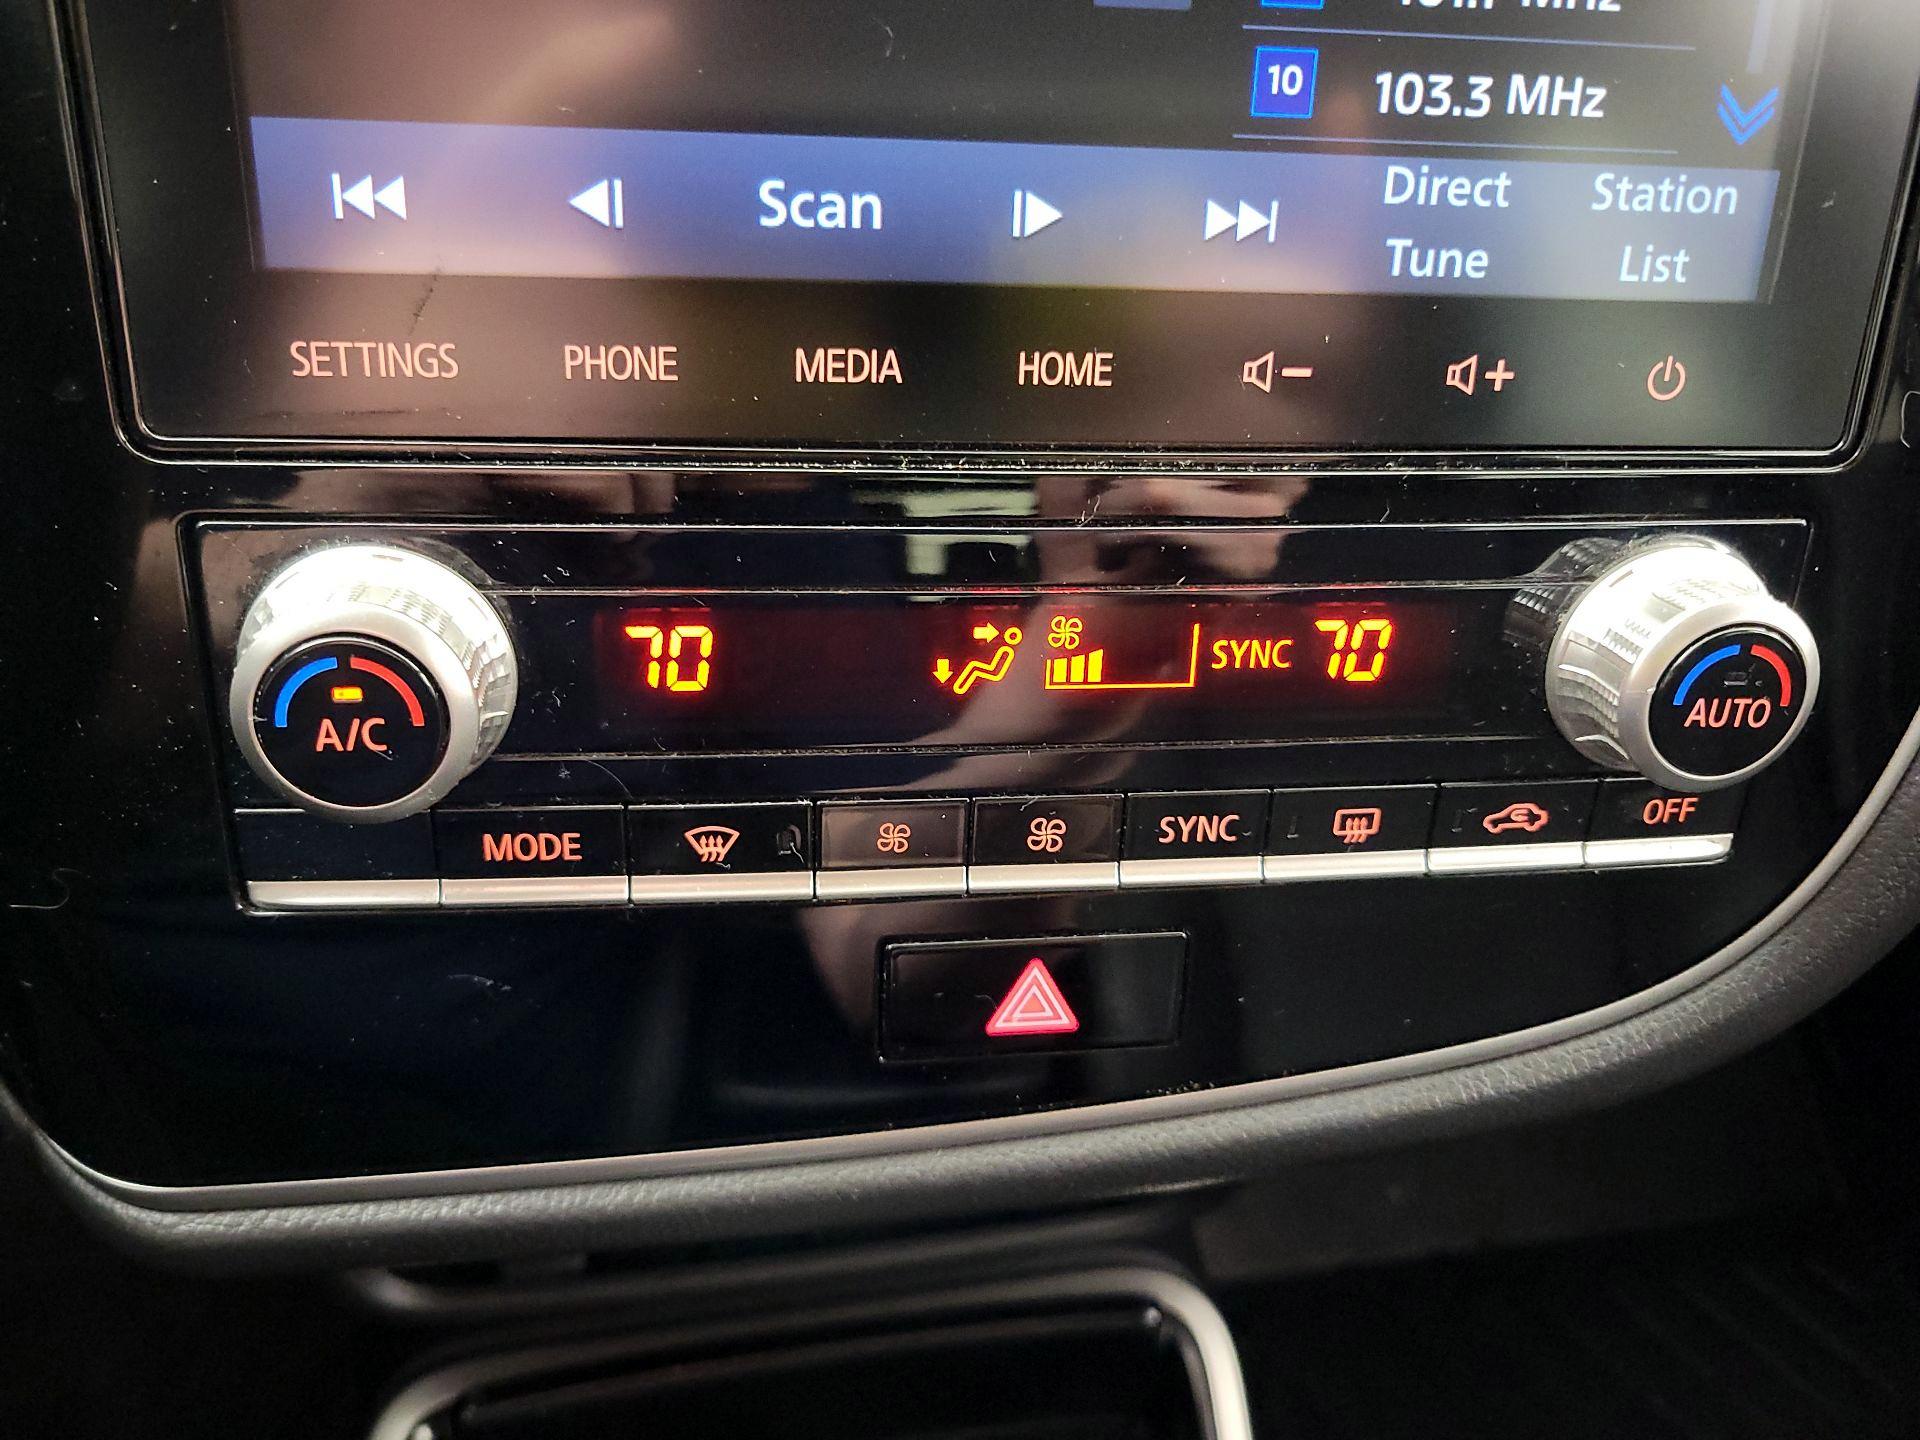 10 103.3 MHz
Scan
Direct Tune
Station List
SETTINGS PHONE MEDIA HOME
70 SYNC 70
A/C
AUTO
MODE SYNC OFF